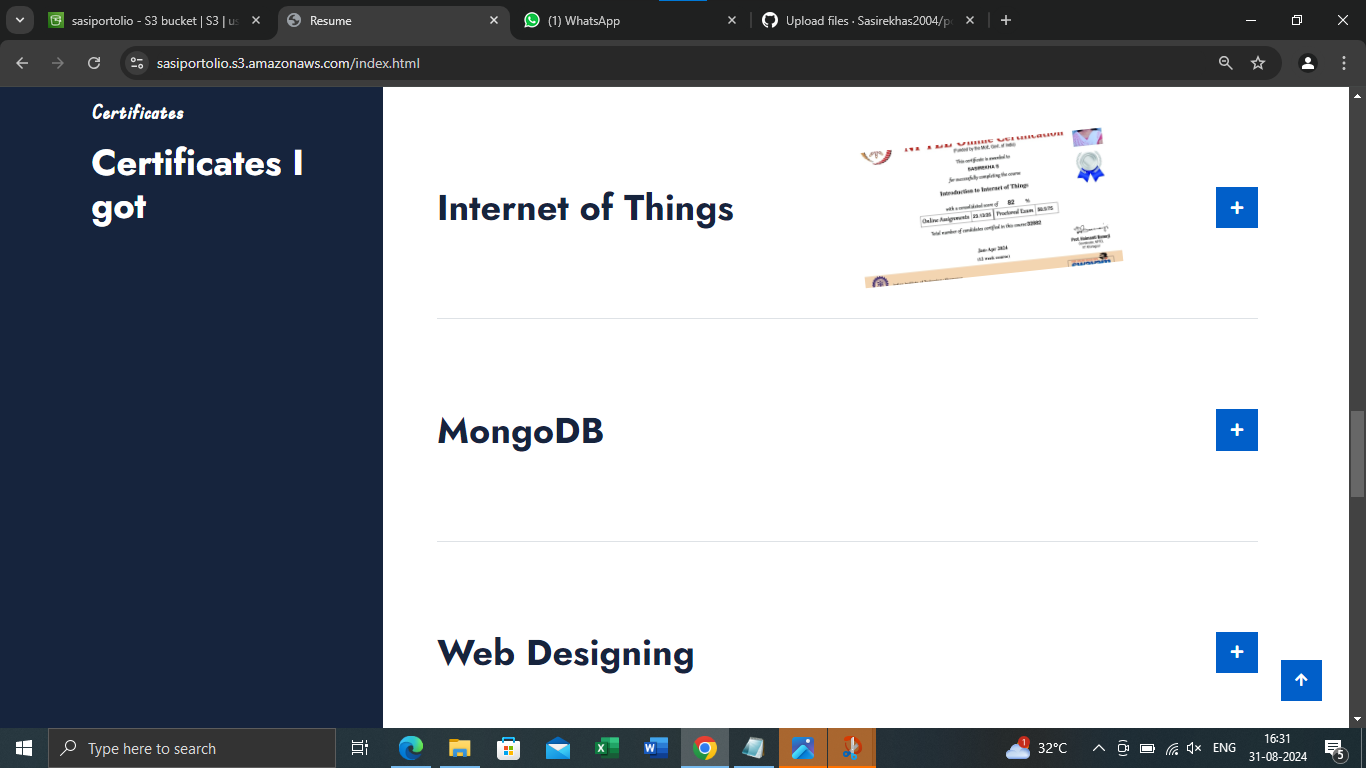 sasiportolio - S3 bucket | S3 | us
Resume
(1) WhatsApp
Upload files · Sasirekhas2004/po
sasiportolio.s3.amazonaws.com/index.html
Certificates
Certificates I
got
Internet of Things
NPTEL Online Certification
(Funded by the MoE, Govt. of India)
This certificate is awarded to
SASIREKHA S
for successfully completing the course
Introduction to Internet of Things
with a consolidated score of 82 %
Online Assignments Proctored Exam
Total number of candidates certified in this course:
Jan-Apr 2024
(12 week course)
swayam
MongoDB
Web Designing
Type here to search
1
32°C
ENG
16:31
31-08-2024
5